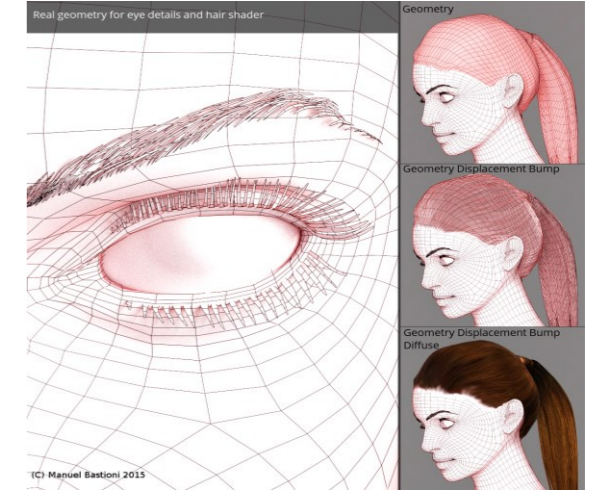 Real geometry for eye details and hair shader
Geometry
Geometry Displacement Bump
Geometry Displacement Bump
Diffuse
(C) Manuel Bastioni 2015